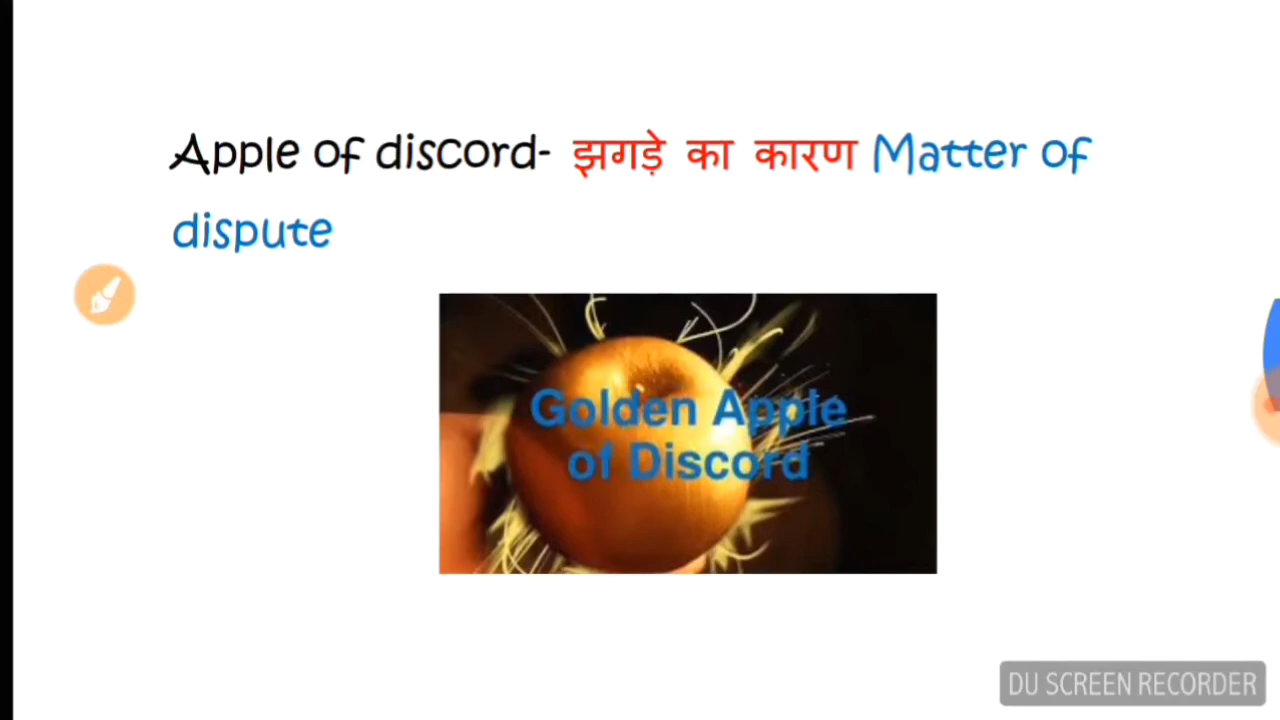 Apple of discord- झगड़े का कारण Matter of
dispute
Golden Apple
of Discord
DU SCREEN RECORDER